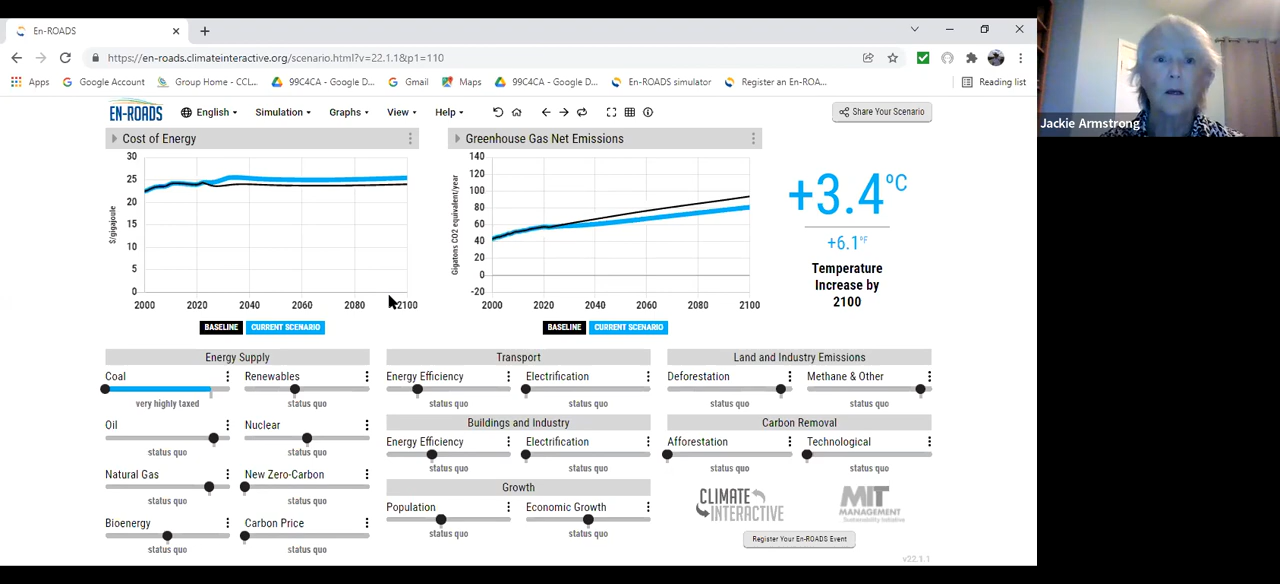 En-ROADS
https://en-roads.climateinteractive.org/scenario.html?v=22.1.1&p1=110
Apps Google Account Group Home - CCL... 99C4CA - Google D... Gmail Maps 99C4CA - Google D... En-ROADS simulator Register an En-ROA... Reading list
EN-ROADS English Simulation Graphs View Help Share Your Scenario
Jackie Armstrong
Cost of Energy
$/gigajoule
30
25
20
15
10
5
0
2000 2020 2040 2060 2080 2100
BASELINE CURRENT SCENARIO
Greenhouse Gas Net Emissions
Gigatons CO2 equivalent/year
140
120
100
80
60
40
20
0
-20
2000 2020 2040 2060 2080 2100
BASELINE CURRENT SCENARIO
+3.4°C
+6.1°F
Temperature
Increase by
2100
Energy Supply
Coal
very highly taxed
Renewables
status quo
Oil
status quo
Nuclear
status quo
Natural Gas
status quo
New Zero-Carbon
status quo
Bioenergy
status quo
Carbon Price
status quo
Transport
Energy Efficiency
status quo
Electrification
status quo
Buildings and Industry
Energy Efficiency
status quo
Electrification
status quo
Growth
Population
status quo
Economic Growth
status quo
Land and Industry Emissions
Deforestation
status quo
Methane & Other
status quo
Carbon Removal
Afforestation
status quo
Technological
status quo
CLIMATE
INTERACTIVE
MIT
MANAGEMENT
Sustainability Initiative
Register Your En-ROADS Event
v22.1.1